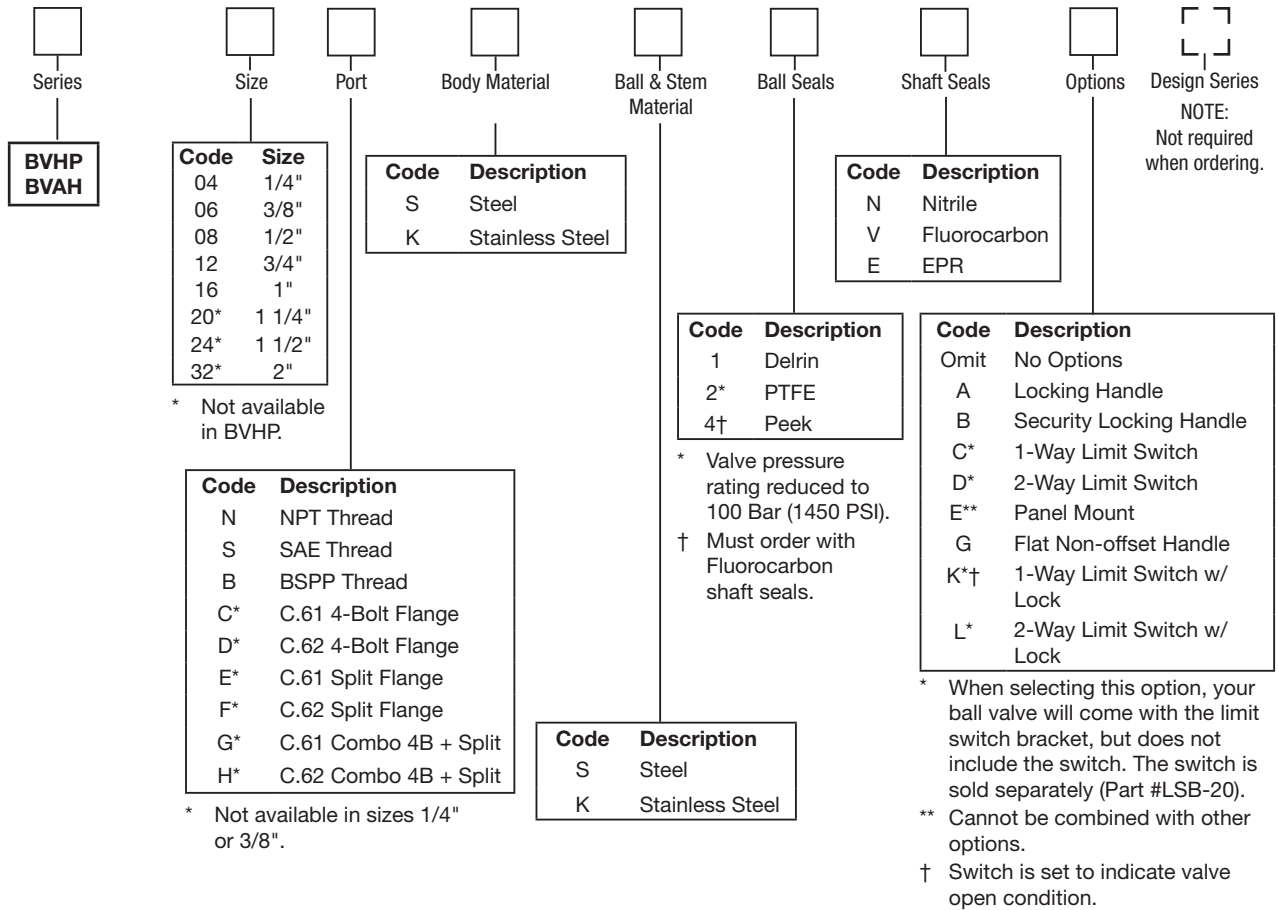 Series
Size
Port
Body Material
Ball & Stem
Material
Ball Seals
Shaft Seals
Options
Design Series
NOTE:
Not required
when ordering.
BVHP
BVAH
Code Size
04 1/4"
06 3/8"
08 1/2"
12 3/4"
16 1"
20* 1 1/4"
24* 1 1/2"
32* 2"
* Not available
in BVHP.
Code Description
N NPT Thread
S SAE Thread
B BSPP Thread
C* C.61 4-Bolt Flange
D* C.62 4-Bolt Flange
E* C.61 Split Flange
F* C.62 Split Flange
G* C.61 Combo 4B + Split
H* C.62 Combo 4B + Split
* Not available in sizes 1/4"
or 3/8".
Code Description
S Steel
K Stainless Steel
Code Description
S Steel
K Stainless Steel
Code Description
1 Delrin
2* PTFE
4† Peek
* Valve pressure
rating reduced to
100 Bar (1450 PSI).
† Must order with
Fluorocarbon
shaft seals.
Code Description
N Nitrile
V Fluorocarbon
E EPR
Code Description
Omit No Options
A Locking Handle
B Security Locking Handle
C* 1-Way Limit Switch
D* 2-Way Limit Switch
E** Panel Mount
G Flat Non-offset Handle
K*† 1-Way Limit Switch w/
Lock
L* 2-Way Limit Switch w/
Lock
* When selecting this option, your
ball valve will come with the limit
switch bracket, but does not
include the switch. The switch is
sold separately (Part #LSB-20).
** Cannot be combined with other
options.
† Switch is set to indicate valve
open condition.